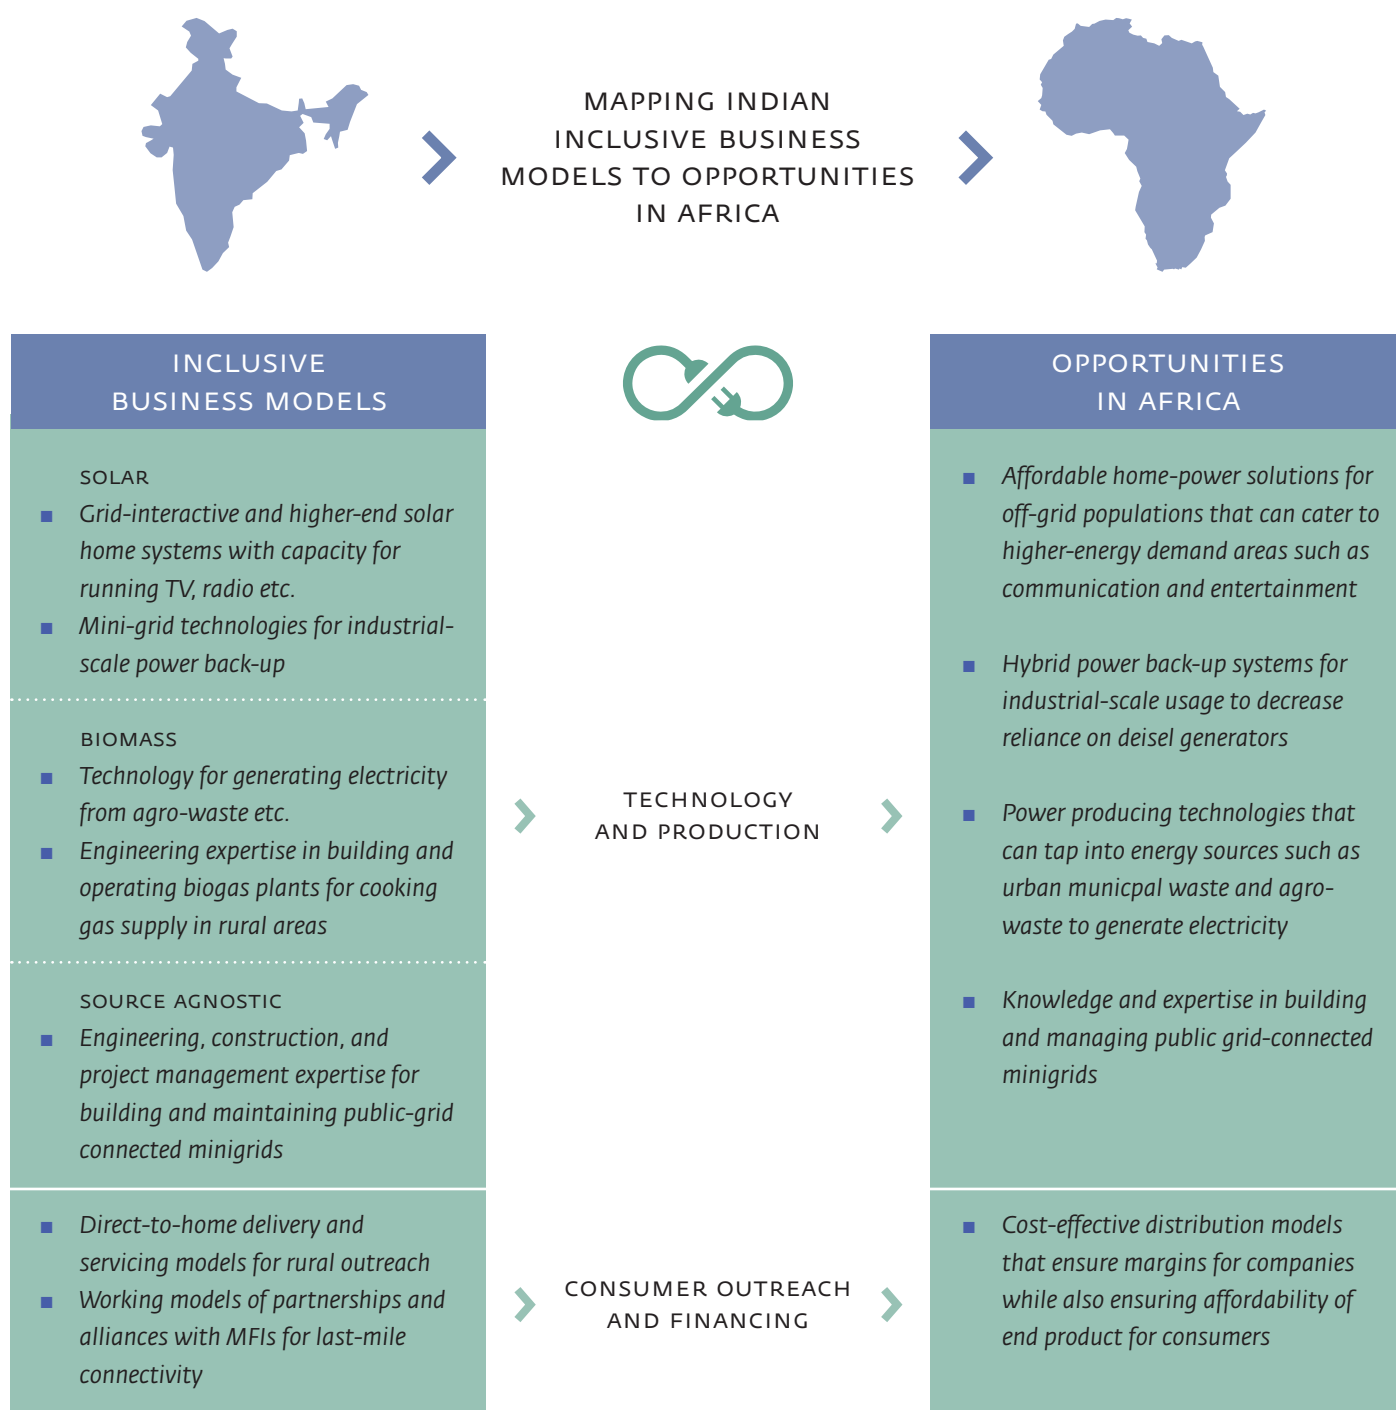 MAPPING INDIAN
INCLUSIVE BUSINESS
MODELS TO OPPORTUNITIES
IN AFRICA
INCLUSIVE
BUSINESS MODELS
SOLAR
■ Grid-interactive and higher-end solar
home systems with capacity for
running TV, radio etc.
■ Mini-grid technologies for industrial-
scale power back-up
BIOMASS
■ Technology for generating electricity
from agro-waste etc.
■ Engineering expertise in building and
operating biogas plants for cooking
gas supply in rural areas
SOURCE AGNOSTIC
■ Engineering, construction, and
project management expertise for
building and maintaining public-grid
connected minigrids
TECHNOLOGY
AND PRODUCTION
OPPORTUNITIES
IN AFRICA
■ Affordable home-power solutions for
off-grid populations that can cater to
higher-energy demand areas such as
communication and entertainment
■ Hybrid power back-up systems for
industrial-scale usage to decrease
reliance on deisel generators
■ Power producing technologies that
can tap into energy sources such as
urban municpal waste and agro-
waste to generate electricity
■ Knowledge and expertise in building
and managing public grid-connected
minigrids
■ Direct-to-home delivery and
servicing models for rural outreach
■ Working models of partnerships and
alliances with MFIs for last-mile
connectivity
CONSUMER OUTREACH
AND FINANCING
■ Cost-effective distribution models
that ensure margins for companies
while also ensuring affordability of
end product for consumers